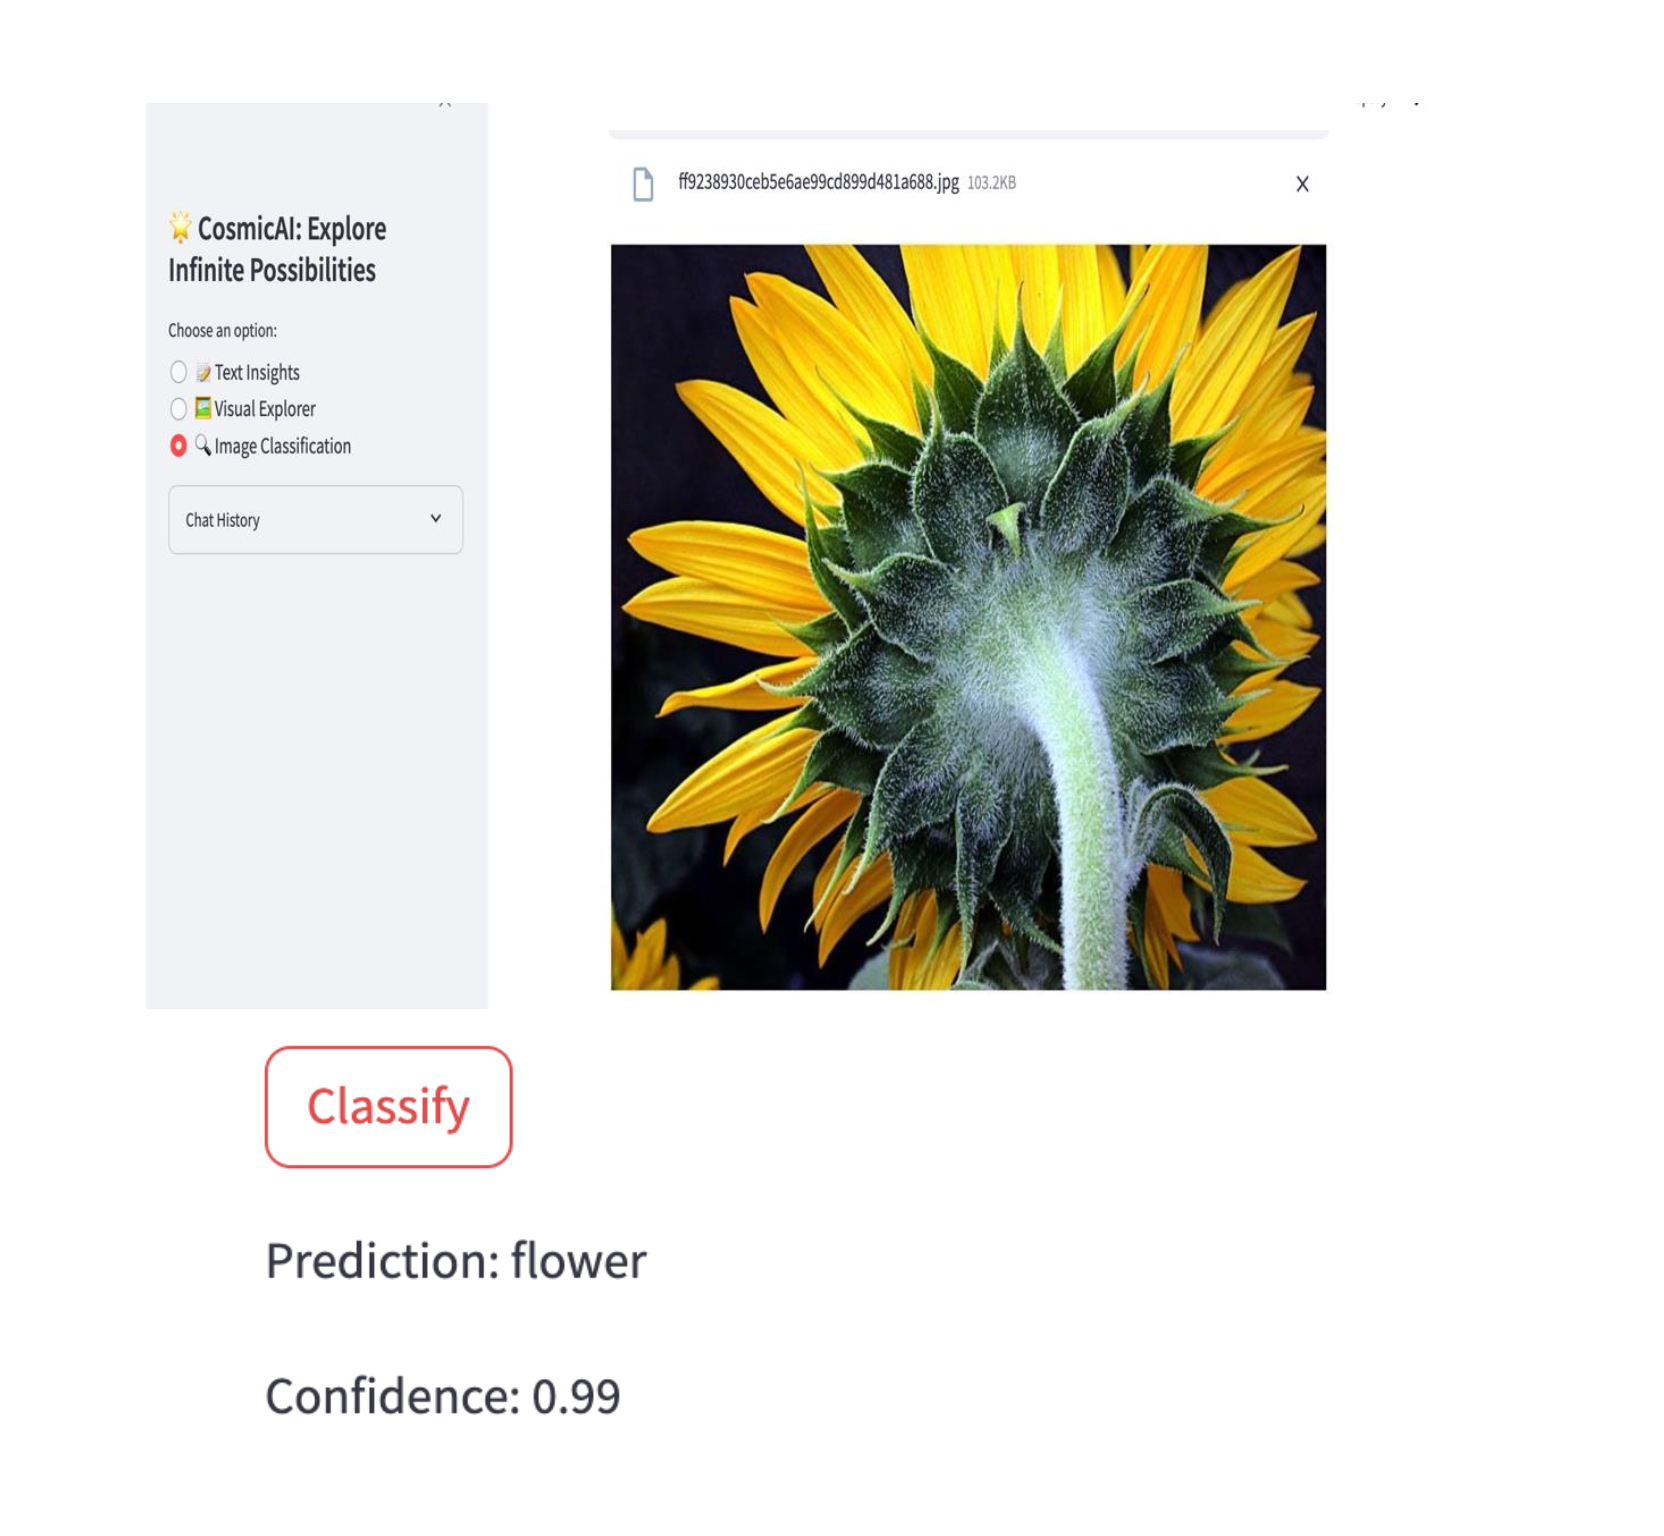 CosmicAI: Explore
Infinite Possibilities
Choose an option:
Text Insights
Visual Explorer
Image Classification
Chat History
ff9238930ceb5e6ae99cd899d481a688.jpg 103.2KB
Classify
Prediction: flower
Confidence: 0.99